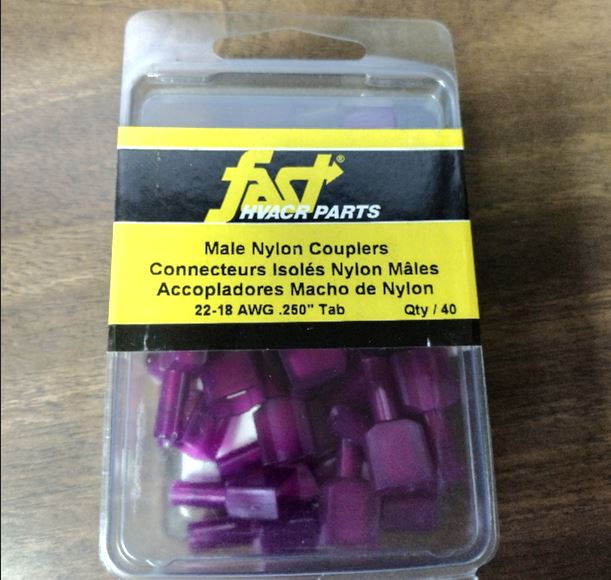 fast®
HVACR PARTS
Male Nylon Couplers
Connecteurs Isolés Nylon Mâles
Accopladores Macho de Nylon
22-18 AWG .250" Tab Qty / 40